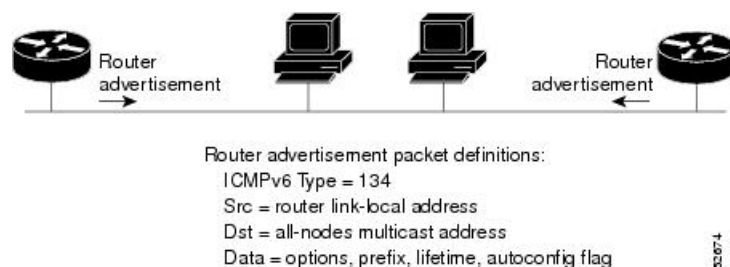 Router
advertisement
Router
advertisement
Router advertisement packet definitions:
ICMPv6 Type = 134
Src = router link-local address
Dst = all-nodes multicast address
Data = options, prefix, lifetime, autoconfig flag
52674